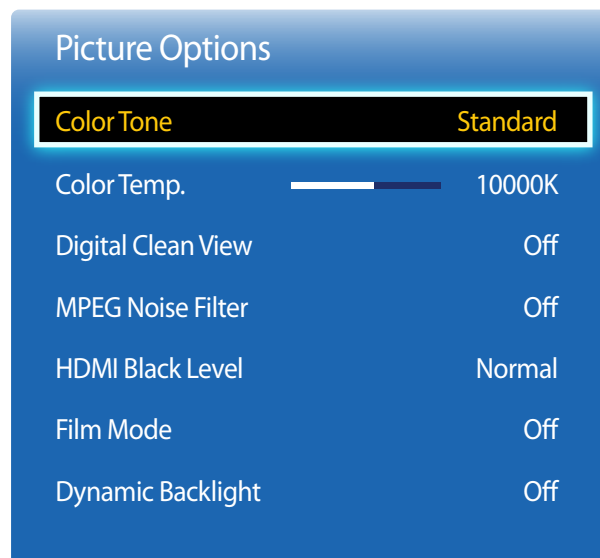 Picture Options
Color Tone Standard
Color Temp. 10000K
Digital Clean View Off
MPEG Noise Filter Off
HDMI Black Level Normal
Film Mode Off
Dynamic Backlight Off